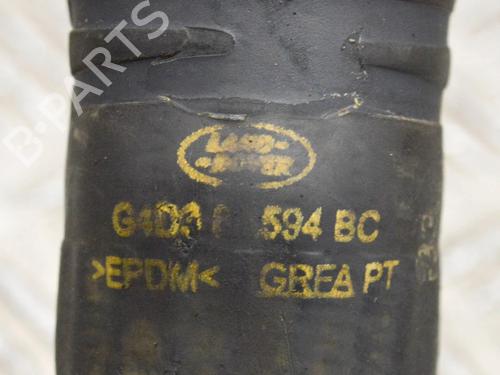 B-PARTS
LAND-
-ROVER
G4D3 594 BC
>EPDM< GREA PT